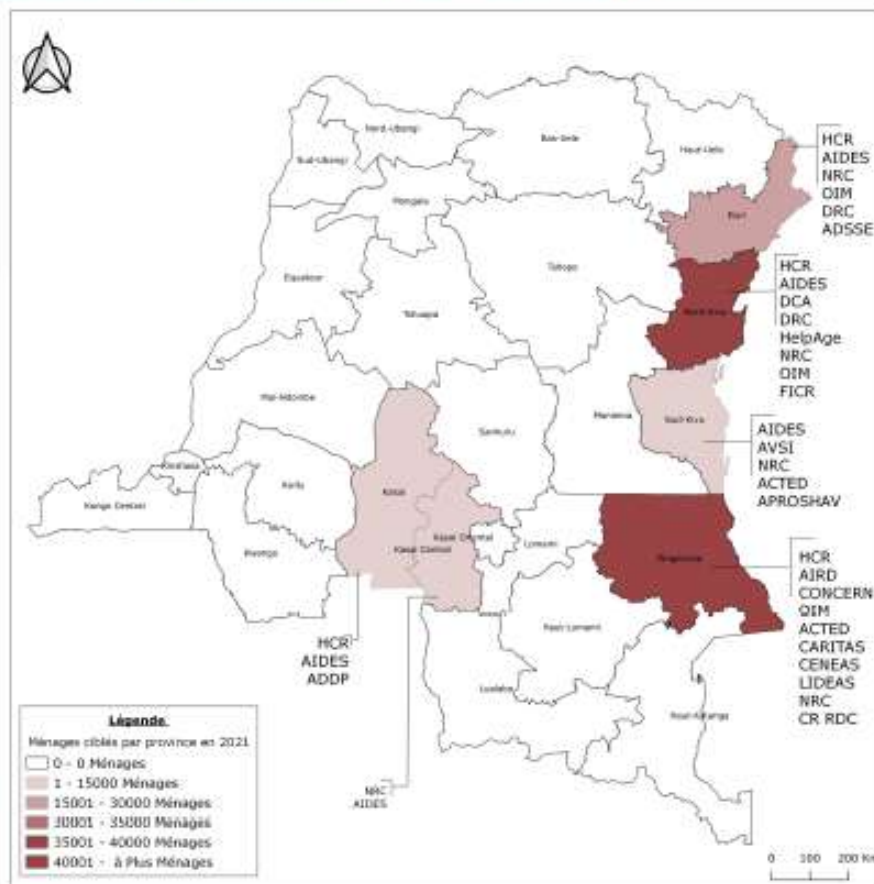 Nord-Ubangi
Bas-Uele
Haut-Uele
Sud-Ubangi
Mongala
HCR
AIDES
NRC
OIM
DRC
ADSSE
Ituri
Equateur
Tshopo
Tshuapa
Nord-Kivu
HCR
AIDES
DCA
DRC
HelpAge
NRC
OIM
FICR
Mai-Ndombe
Sankuru
Maniema
Sud-Kivu
AIDES
AVSI
NRC
ACTED
APROSHAV
Kinshasa
Kongo Central
Kwilu
Kasai
Kwango
Kasai Oriental
Kasai Central
Lomami
Tanganyika
HCR
AIRD
CONCERN
OIM
ACTED
CARITAS
CENEAS
LIDEAS
NRC
CR RDC
HCR
AIDES
ADDP
Haut-Lomami
Lualaba
Haut-Katanga
NRC
AIDES
Légende
Ménages ciblés par province en 2021
0 - 0 Ménages
1 - 15000 Ménages
15001 - 30000 Ménages
30001 - 35000 Ménages
35001 - 40000 Ménages
40001 - à Plus Ménages
0 100 200 Km